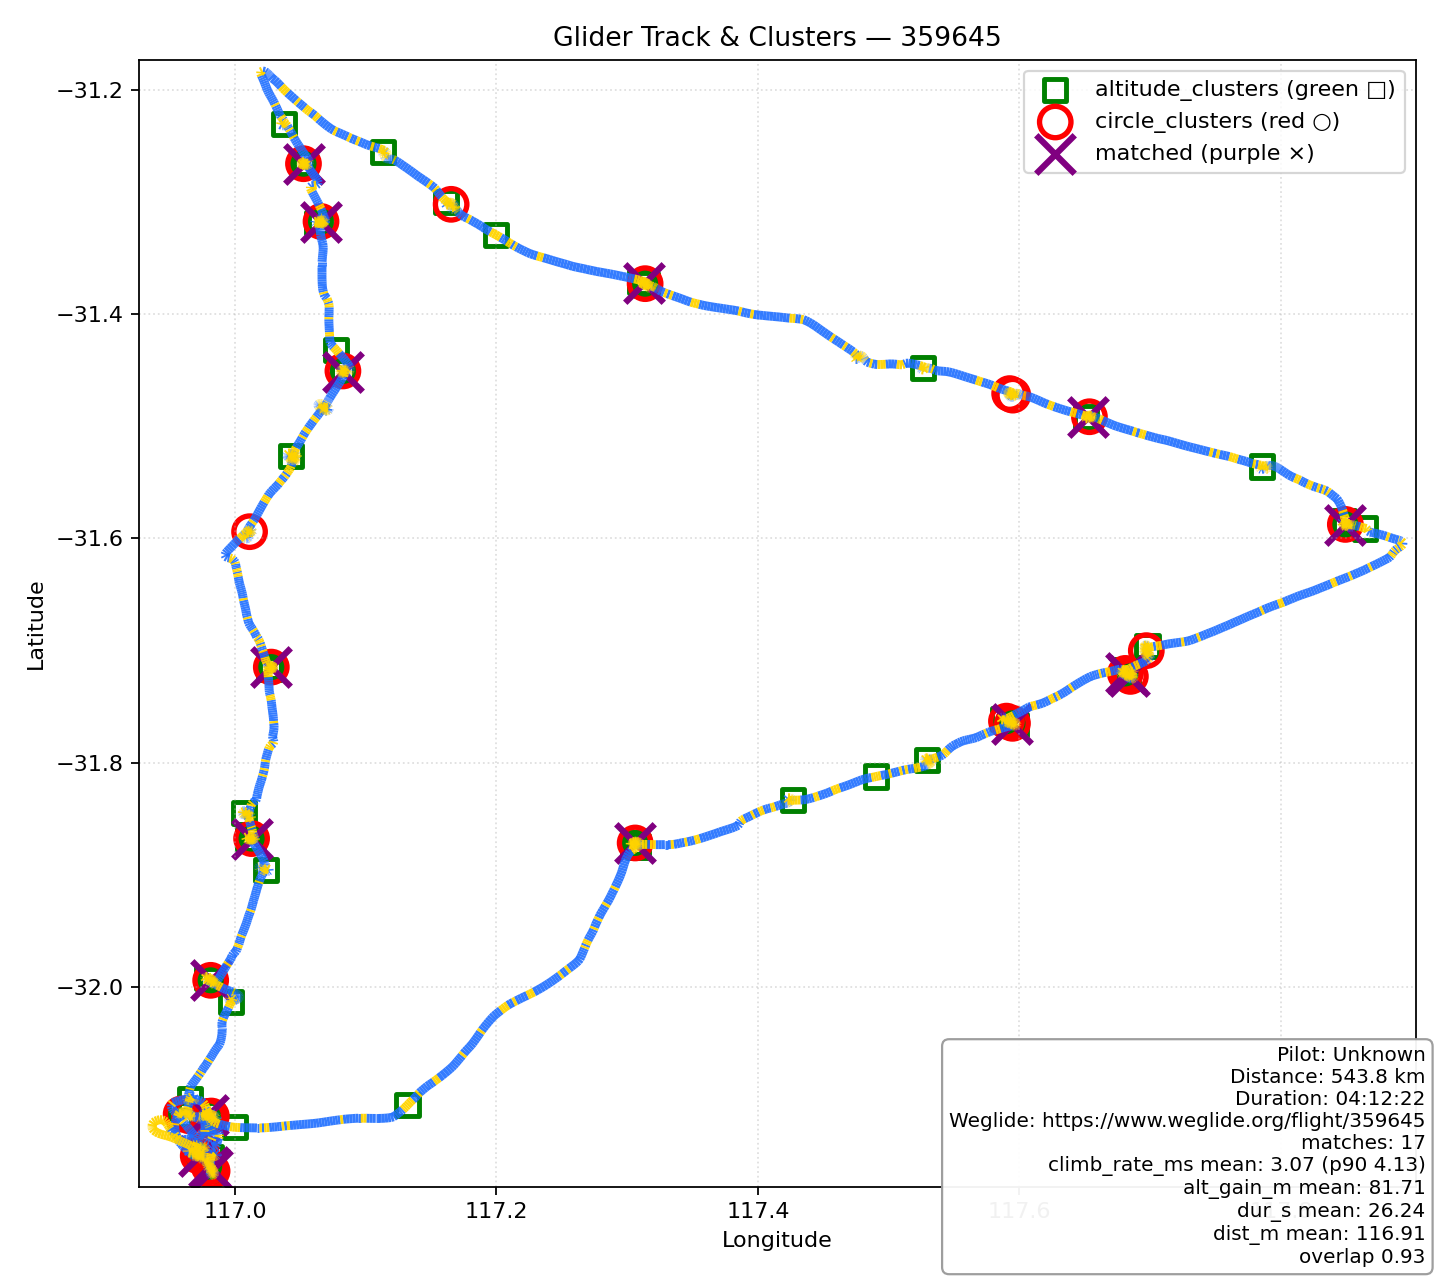 Glider Track & Clusters — 359645
altitude_clusters (green □)
circle_clusters (red ○)
matched (purple ×)
−31.2
−31.4
−31.6
−31.8
−32.0
Latitude
117.0
117.2
117.4
117.6
Longitude
Pilot: Unknown
Distance: 543.8 km
Duration: 04:12:22
Weglide: https://www.weglide.org/flight/359645
matches: 17
climb_rate_ms mean: 3.07 (p90 4.13)
alt_gain_m mean: 81.71
dur_s mean: 26.24
dist_m mean: 116.91
overlap 0.93